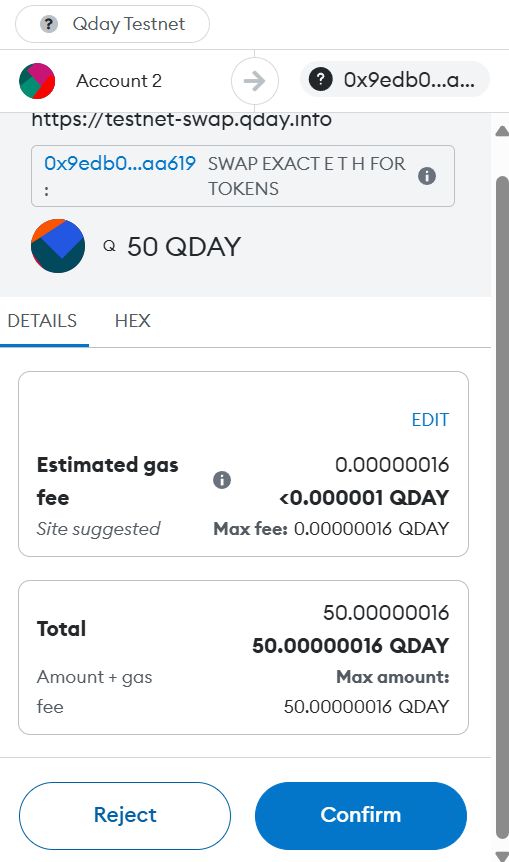 ? Qday Testnet
Account 2
? 0x9edb0...a...
https://testnet-swap.qday.info
0x9edb0...aa619 SWAP EXACT E T H FOR
: TOKENS
Q 50 QDAY
DETAILS HEX
EDIT
Estimated gas 0.00000016
fee <0.000001 QDAY
Site suggested Max fee: 0.00000016 QDAY
50.00000016
Total 50.00000016 QDAY
Amount + gas Max amount:
fee 50.00000016 QDAY
Reject Confirm